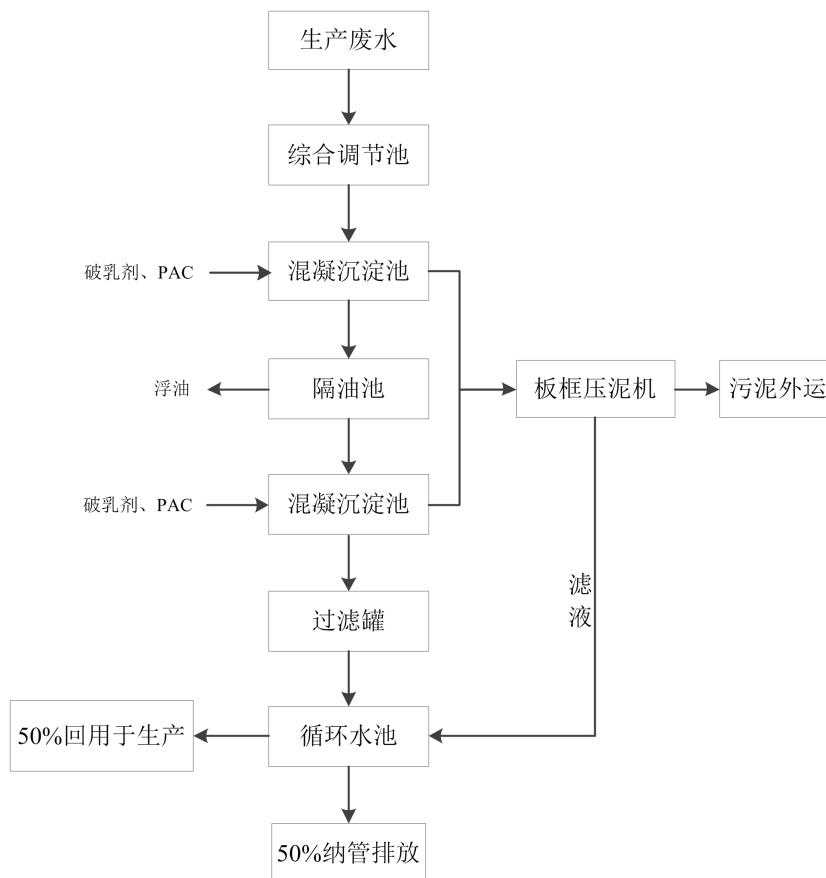 生产废水
综合调节池
破乳剂、PAC
混凝沉淀池
浮油
隔油池
板框压泥机
污泥外运
破乳剂、PAC
混凝沉淀池
滤液
过滤罐
50%回用于生产
循环水池
50%纳管排放